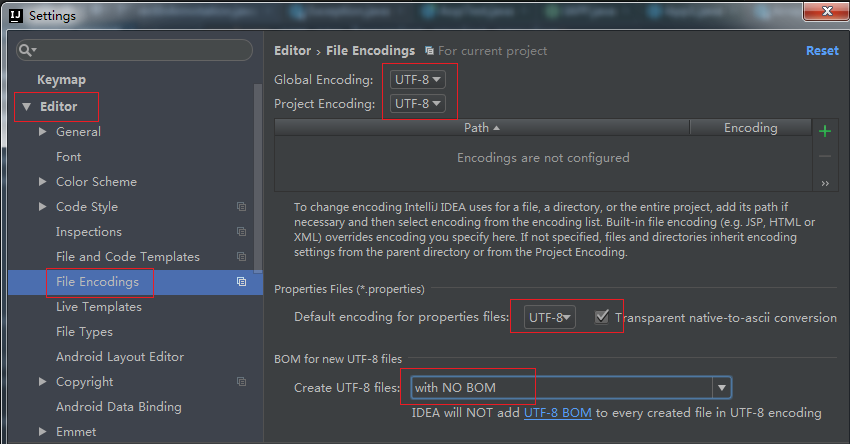 IJ Settings
Keymap
Editor
General
Font
Color Scheme
Code Style
Inspections
File and Code Templates
File Encodings
Live Templates
File Types
Android Layout Editor
Copyright
Android Data Binding
Emmet
Editor › File Encodings For current project Reset
Global Encoding: UTF-8
Project Encoding: UTF-8
Path Encoding
Encodings are not configured
To change encoding IntelliJ IDEA uses for a file, a directory, or the entire project, add its path if
necessary and then select encoding from the encoding list. Built-in file encoding (e.g. JSP, HTML or
XML) overrides encoding you specify here. If not specified, files and directories inherit encoding
settings from the parent directory or from the Project Encoding.
Properties Files (*.properties)
Default encoding for properties files: UTF-8 Transparent native-to-ascii conversion
BOM for new UTF-8 files
Create UTF-8 files: with NO BOM
IDEA will NOT add UTF-8 BOM to every created file in UTF-8 encoding